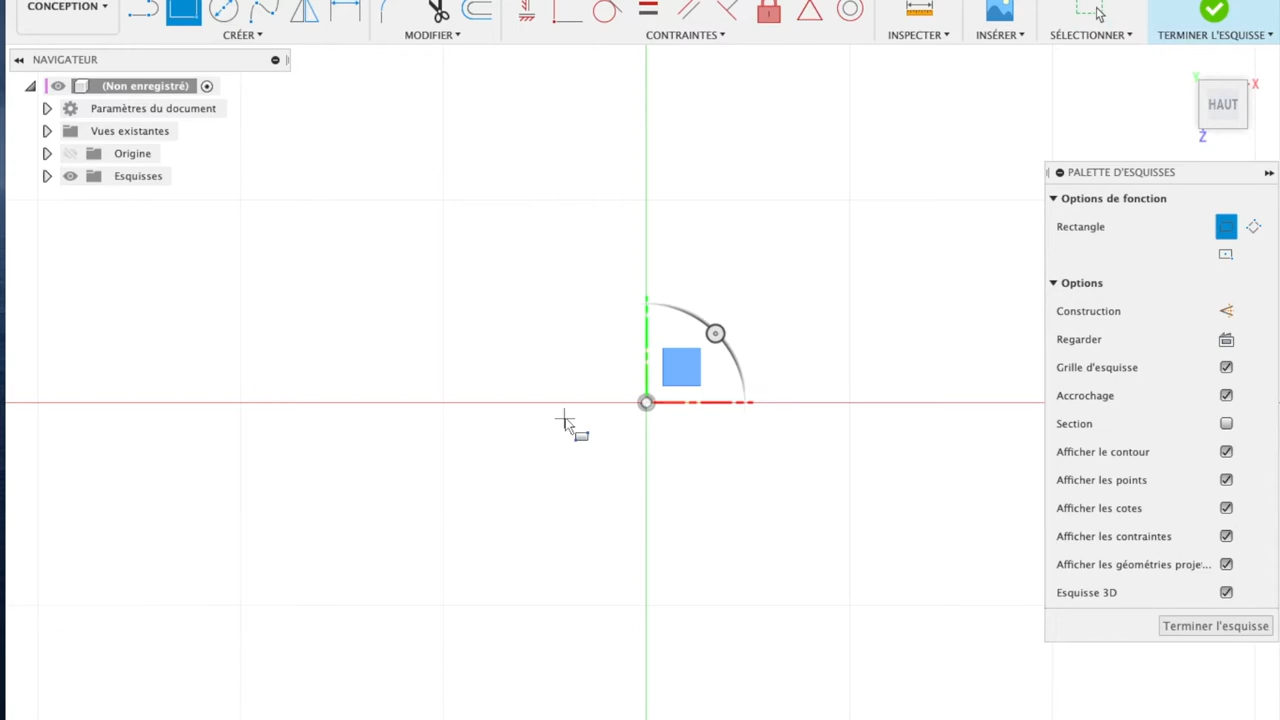 CONCEPTION
CRÉER
MODIFIER
CONTRAINTES
INSPECTER
INSÉRER
SÉLECTIONNER
TERMINER L'ESQUISSE
NAVIGATEUR
(Non enregistré)
Paramètres du document
Vues existantes
Origine
Esquisses
Y
X
HAUT
Z
PALETTE D'ESQUISSES
Options de fonction
Rectangle
Options
Construction
Regarder
Grille d'esquisse
Accrochage
Section
Afficher le contour
Afficher les points
Afficher les cotes
Afficher les contraintes
Afficher les géométries proje...
Esquisse 3D
Terminer l'esquisse